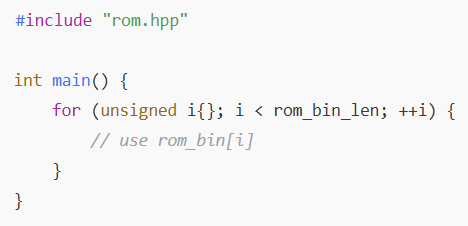 #include "rom.hpp"

int main() {
    for (unsigned i{}; i < rom_bin_len; ++i) {
        // use rom_bin[i]
    }
}